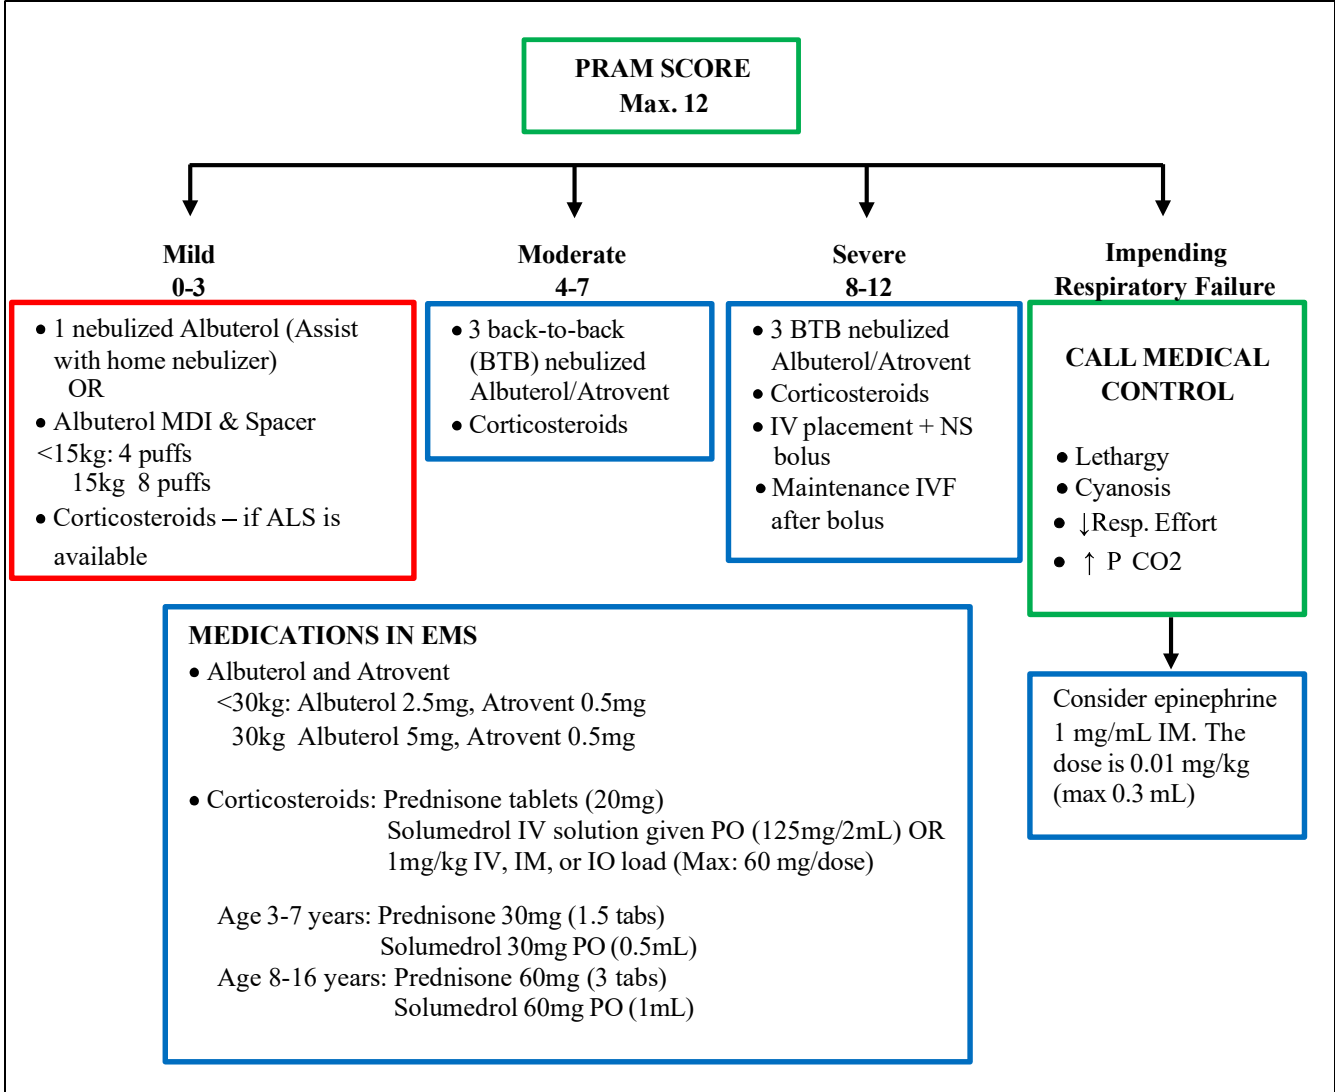 PRAM SCORE
Max. 12
Mild
0-3
• 1 nebulized Albuterol (Assist
with home nebulizer)
OR
• Albuterol MDI & Spacer
<15kg: 4 puffs
15kg 8 puffs
• Corticosteroids – if ALS is
available
Moderate
4-7
• 3 back-to-back
(BTB) nebulized
Albuterol/Atrovent
• Corticosteroids
Severe
8-12
• 3 BTB nebulized
Albuterol/Atrovent
• Corticosteroids
• IV placement + NS
bolus
• Maintenance IVF
after bolus
Impending
Respiratory Failure
CALL MEDICAL
CONTROL
• Lethargy
• Cyanosis
• ↓Resp. Effort
• ↑ P CO2
Consider epinephrine
1 mg/mL IM. The
dose is 0.01 mg/kg
(max 0.3 mL)
MEDICATIONS IN EMS
• Albuterol and Atrovent
<30kg: Albuterol 2.5mg, Atrovent 0.5mg
30kg Albuterol 5mg, Atrovent 0.5mg
• Corticosteroids: Prednisone tablets (20mg)
Solumedrol IV solution given PO (125mg/2mL) OR
1mg/kg IV, IM, or IO load (Max: 60 mg/dose)
Age 3-7 years: Prednisone 30mg (1.5 tabs)
Solumedrol 30mg PO (0.5mL)
Age 8-16 years: Prednisone 60mg (3 tabs)
Solumedrol 60mg PO (1mL)